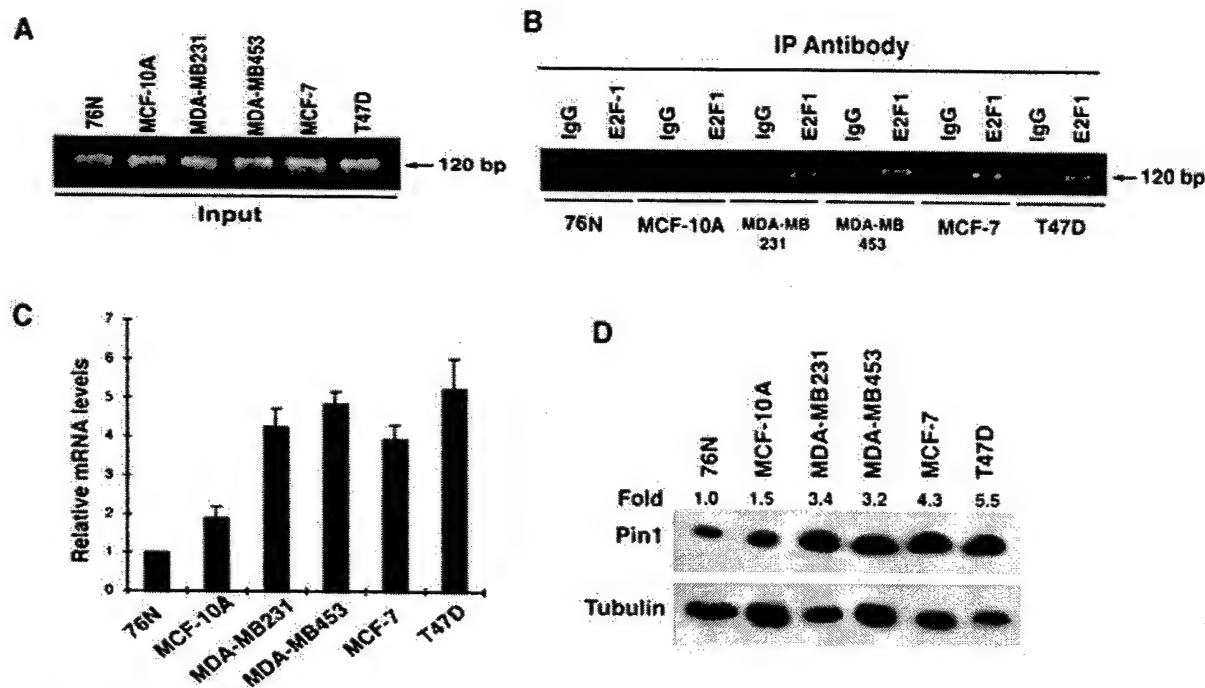 A
76N
MCF-10A
MDA-MB231
MDA-MB453
MCF-7
T47D
120 bp
Input
B
IP Antibody
IgG
E2F-1
IgG
E2F1
IgG
E2F1
IgG
E2F1
IgG
E2F1
IgG
E2F1
120 bp
76N
MCF-10A
MDA-MB
231
MDA-MB
453
MCF-7
T47D
C
Relative mRNA levels
7
6
5
4
3
2
1
0
76N
MCF-10A
MDA-MB231
MDA-MB453
MCF-7
T47D
D
76N
MCF-10A
MDA-MB231
MDA-MB453
MCF-7
T47D
Fold 1.0 1.5 3.4 3.2 4.3 5.5
Pin1
Tubulin